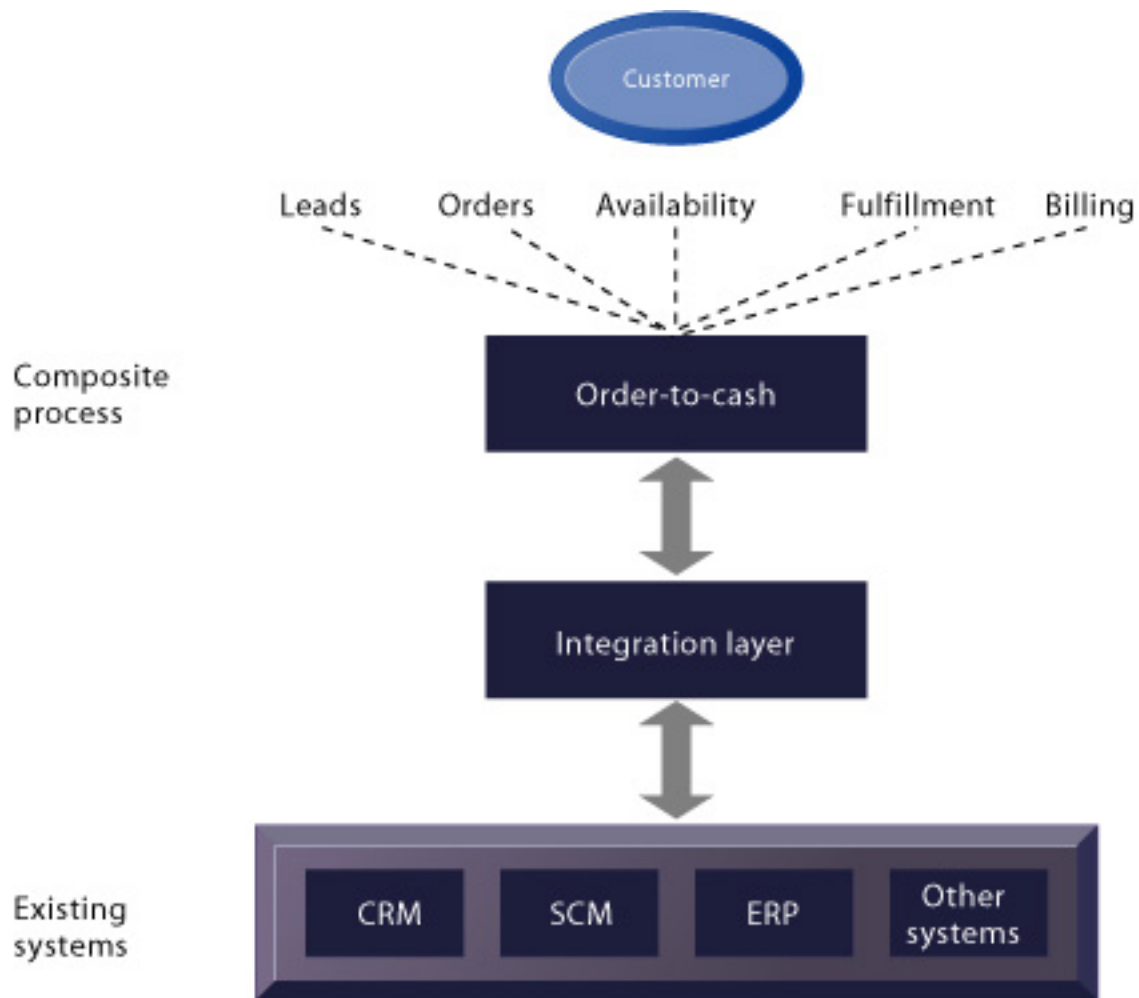 Customer
Leads Orders Availability Fulfillment Billing
Composite
process
Order-to-cash
Integration layer
Existing
systems
CRM SCM ERP Other
systems